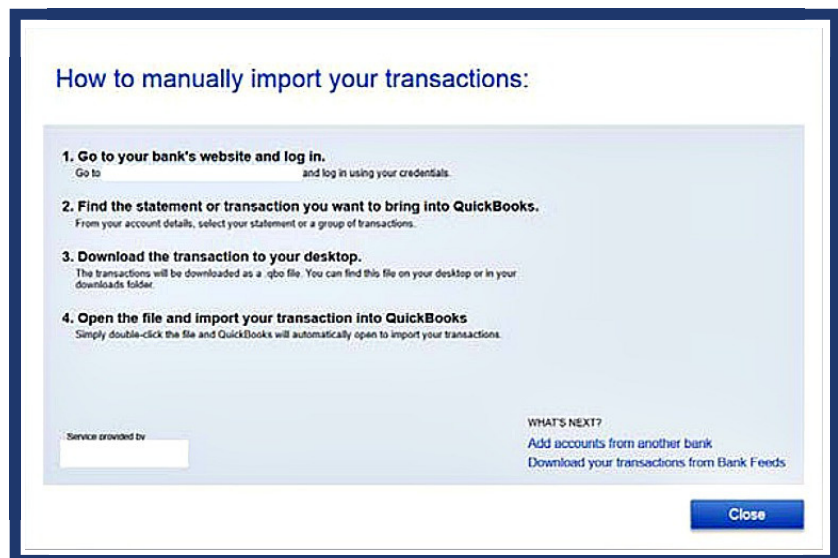 How to manually import your transactions:
1. Go to your bank's website and log in.
Go to and log in using your credentials.
2. Find the statement or transaction you want to bring into QuickBooks.
From your account details, select your statement or a group of transactions.
3. Download the transaction to your desktop.
The transactions will be downloaded as a .qbo file. You can find this file on your desktop or in your
downloads folder.
4. Open the file and import your transaction into QuickBooks
Simply double-click the file and QuickBooks will automatically open to import your transactions.
Service provided by
WHAT'S NEXT?
Add accounts from another bank
Download your transactions from Bank Feeds
Close